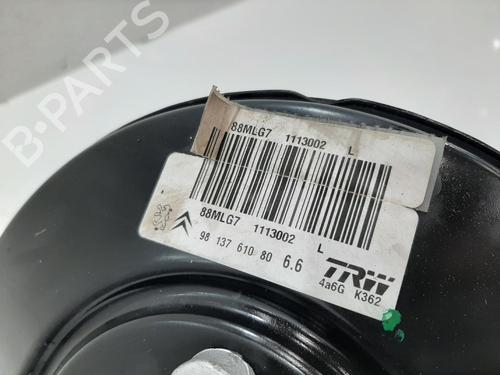 B-PARTS
88MLG7 1113002 L
88MLG7 1113002 L
98 137 610 80 6.6
TRW
4a6G K362